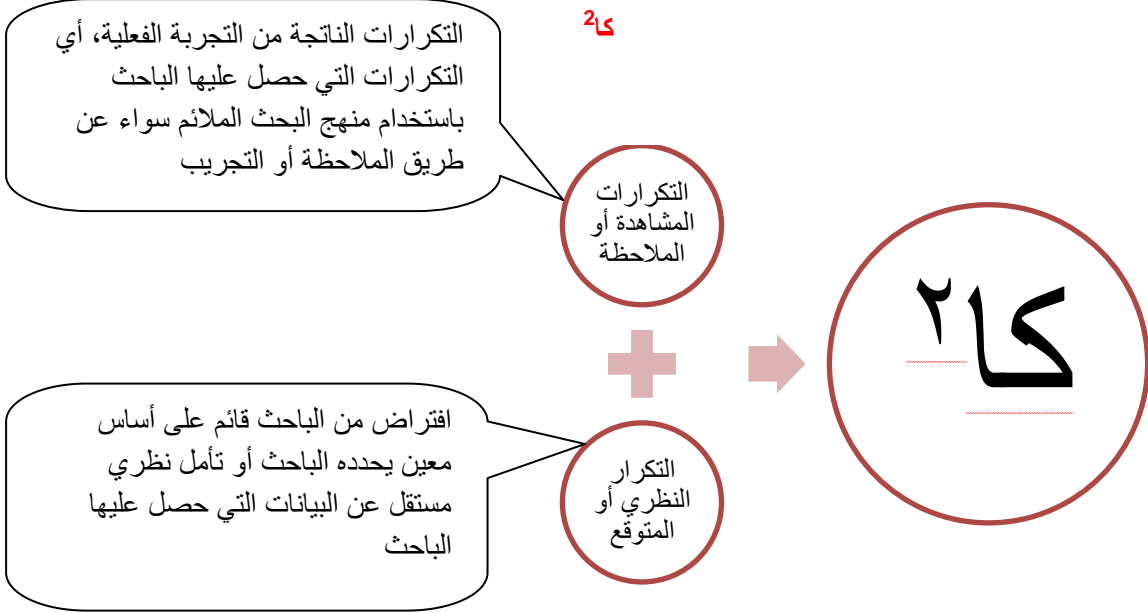 كا2
التكرارات الناتجة من التجربة الفعلية، أي
التكرارات التي حصل عليها الباحث
باستخدام منهج البحث الملائم سواء عن
طريق الملاحظة أو التجريب
التكرارات
المشاهدة أو
الملاحظة
كا٢
افتراض من الباحث قائم على أساس
معين يحدده الباحث أو تأمل نظري
مستقل عن البيانات التي حصل عليها
الباحث
التكرار
النظري أو
المتوقع